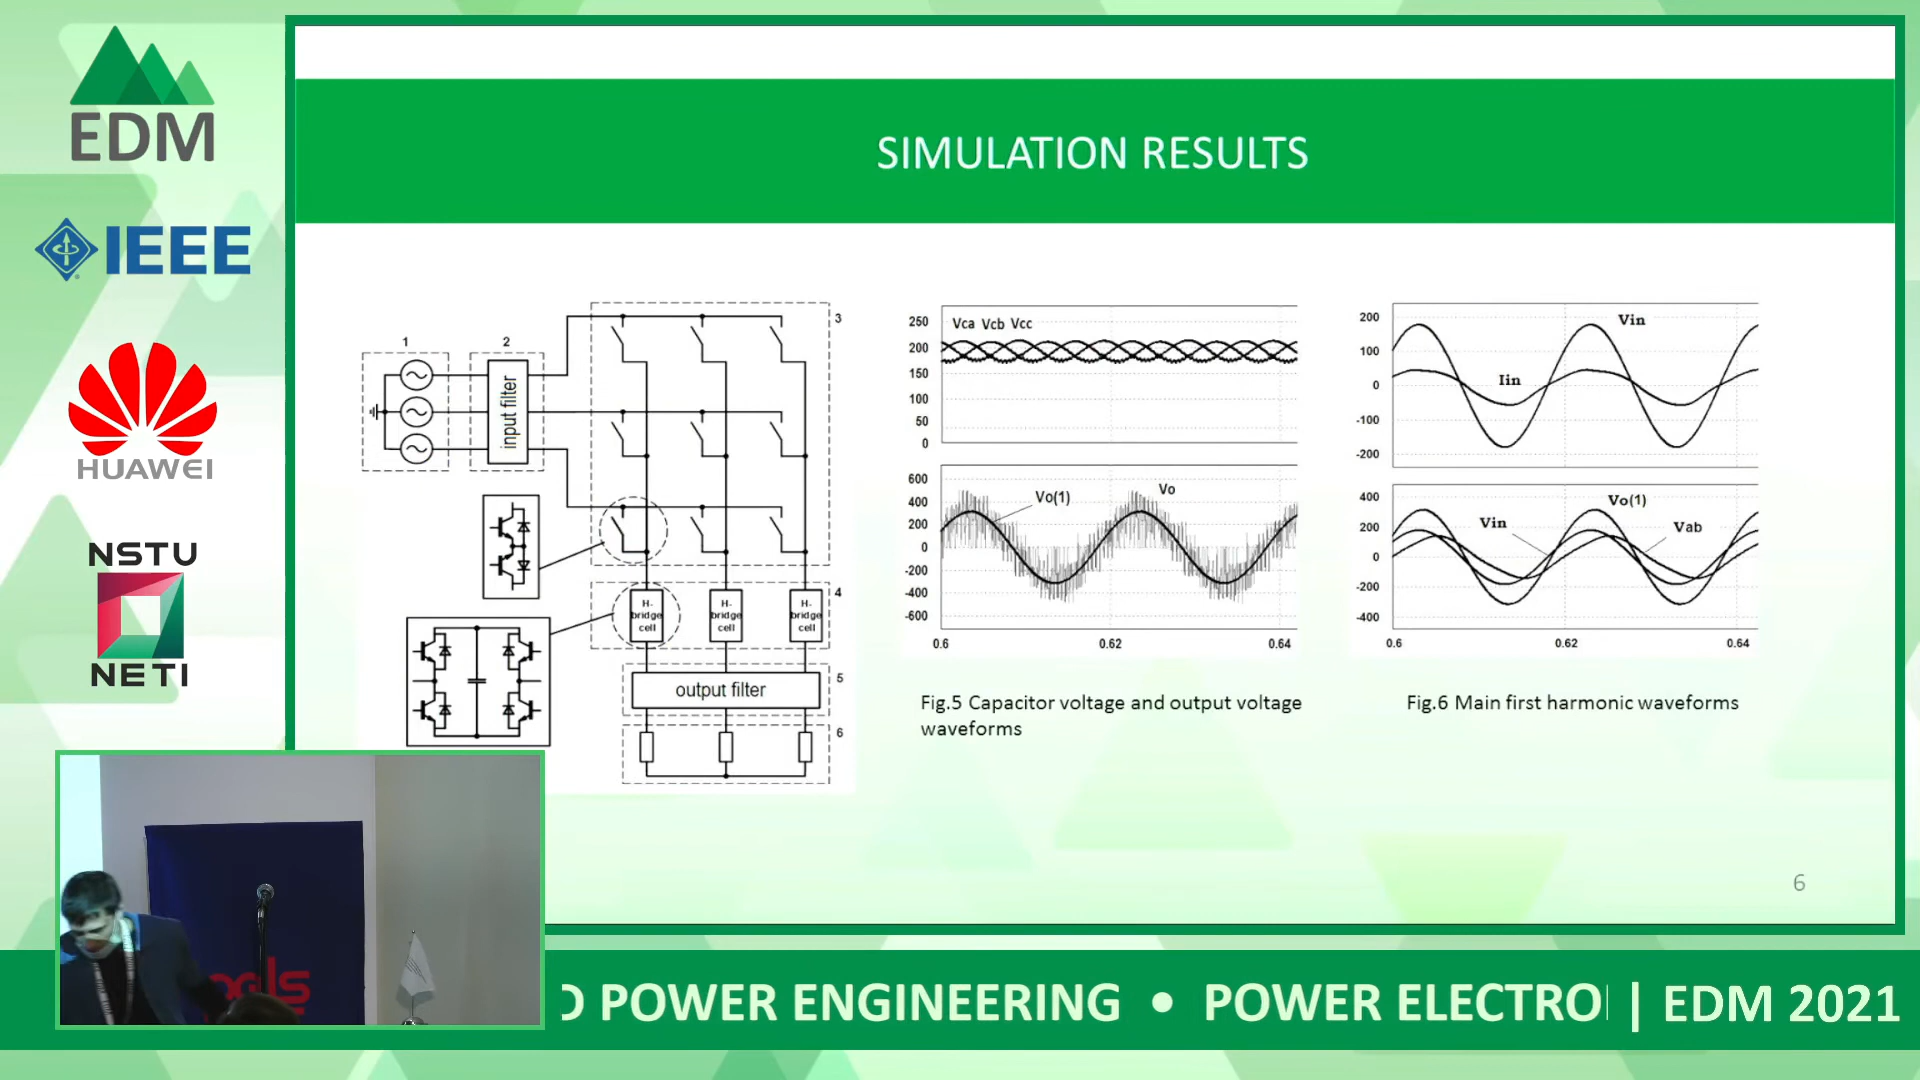 EDM
IEEE
HUAWEI
NSTU
NETI
SIMULATION RESULTS
1
2
3
input filter
H-
bridge
cell
H-
bridge
cell
H-
bridge
cell
4
output filter
5
6
250
200
150
100
50
0
Vca Vcb Vcc
600
400
200
0
-200
-400
-600
Vo(1)
Vo
0.6
0.62
0.64
Fig.5 Capacitor voltage and output voltage
waveforms
200
100
0
-100
-200
Vin
Iin
400
200
0
-200
-400
Vin
Vo(1)
Vab
0.6
0.62
0.64
Fig.6 Main first harmonic waveforms
6
D POWER ENGINEERING • POWER ELECTRO | EDM 2021